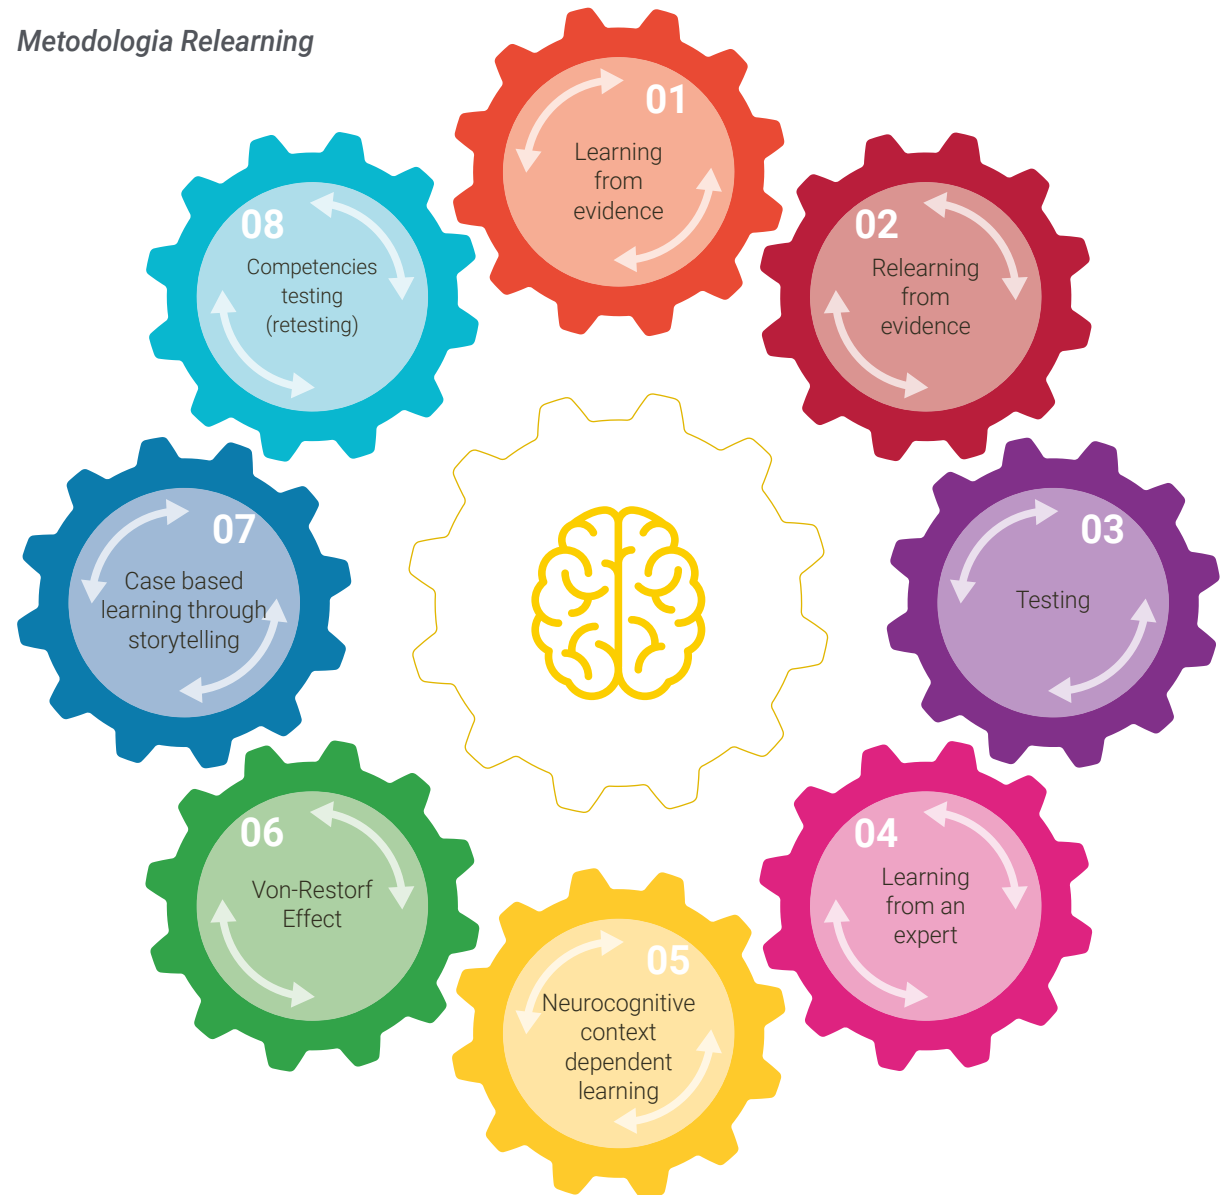 Metodologia Relearning
01
Learning
from
evidence
02
Relearning
from
evidence
03
Testing
04
Learning
from an
expert
05
Neurocognitive
context
dependent
learning
06
Von-Restorf
Effect
07
Case based
learning through
storytelling
08
Competencies
testing
(retesting)